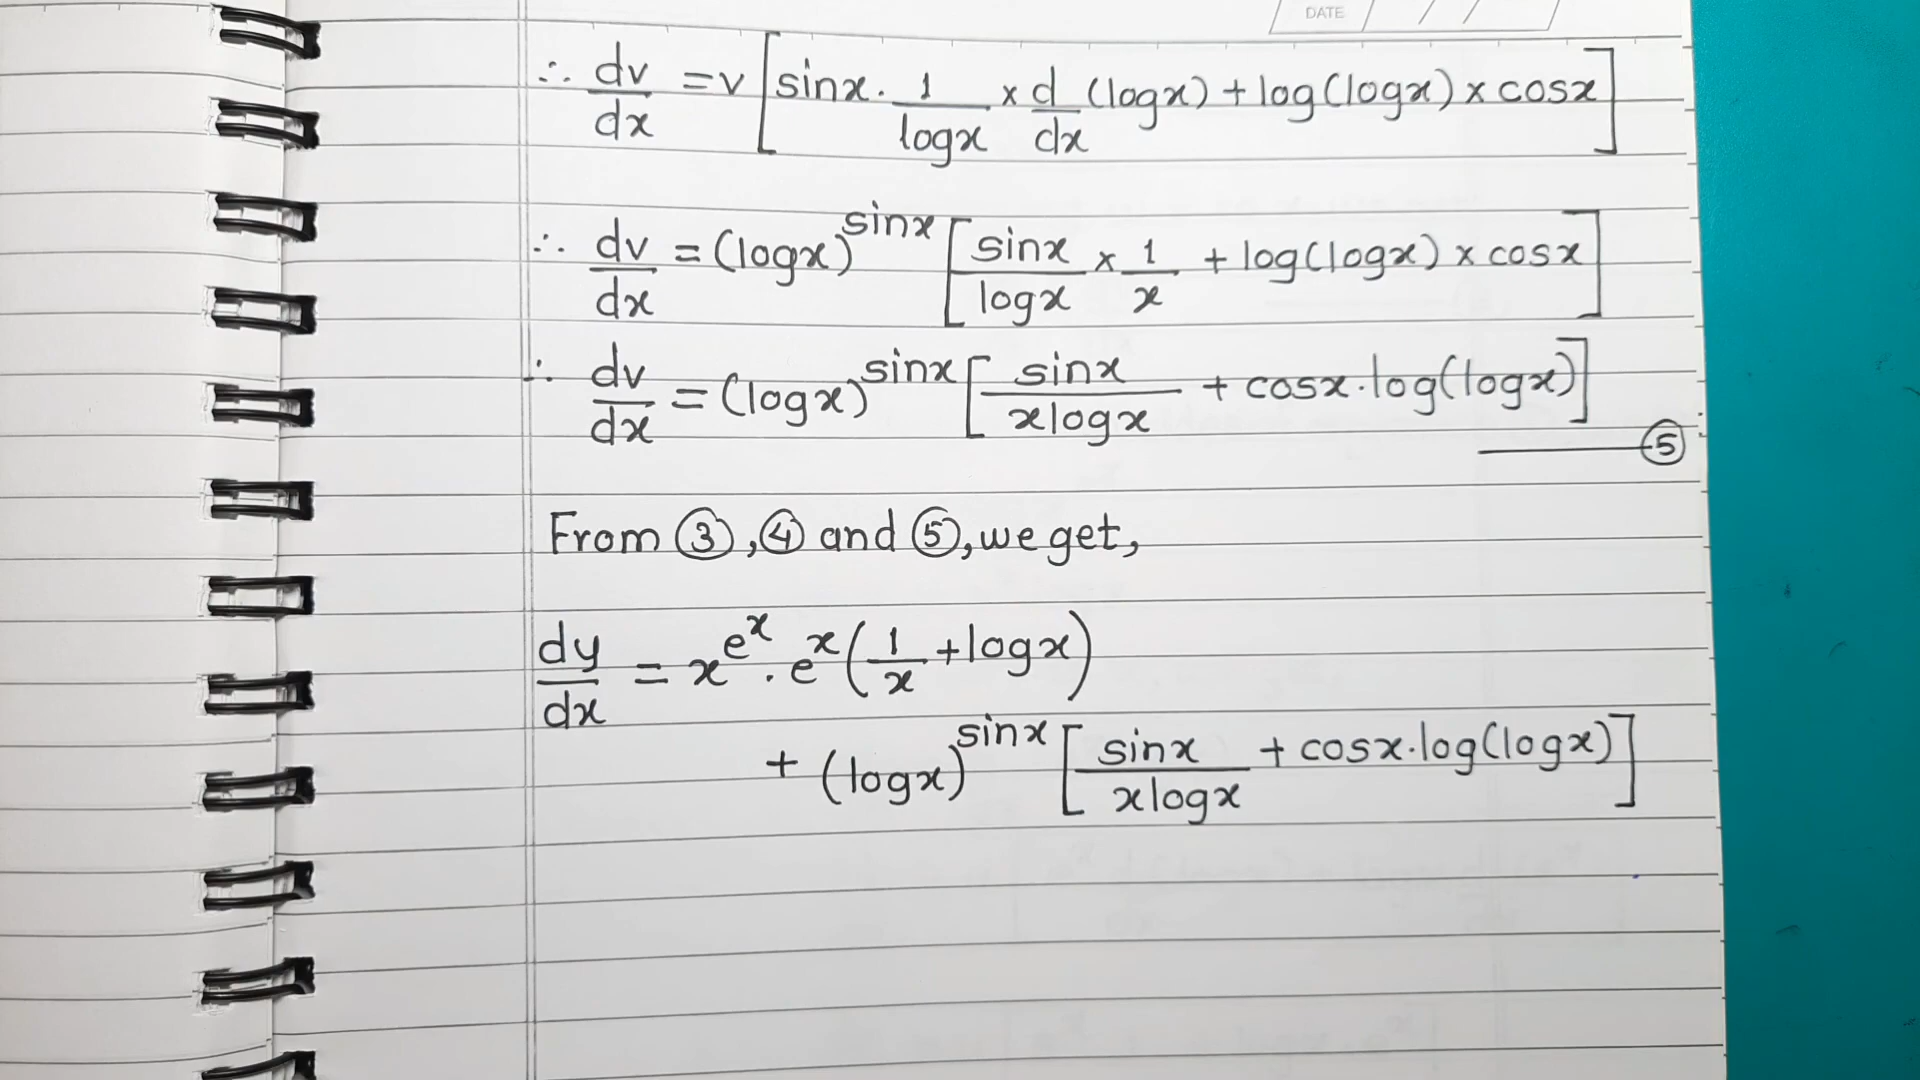 DATE / /
∴ dv/dx = v [sinx · 1/logx × d/dx (logx) + log(logx) × cosx]
∴ dv/dx = (logx)^sinx [sinx/logx × 1/x + log(logx) × cosx]
∴ dv/dx = (logx)^sinx [sinx/xlogx + cosx·log(logx)]
⑤
From ③, ④ and ⑤, we get,
dy/dx = x^e^x · e^x (1/x + logx)
+ (logx)^sinx [sinx/xlogx + cosx·log(logx)]